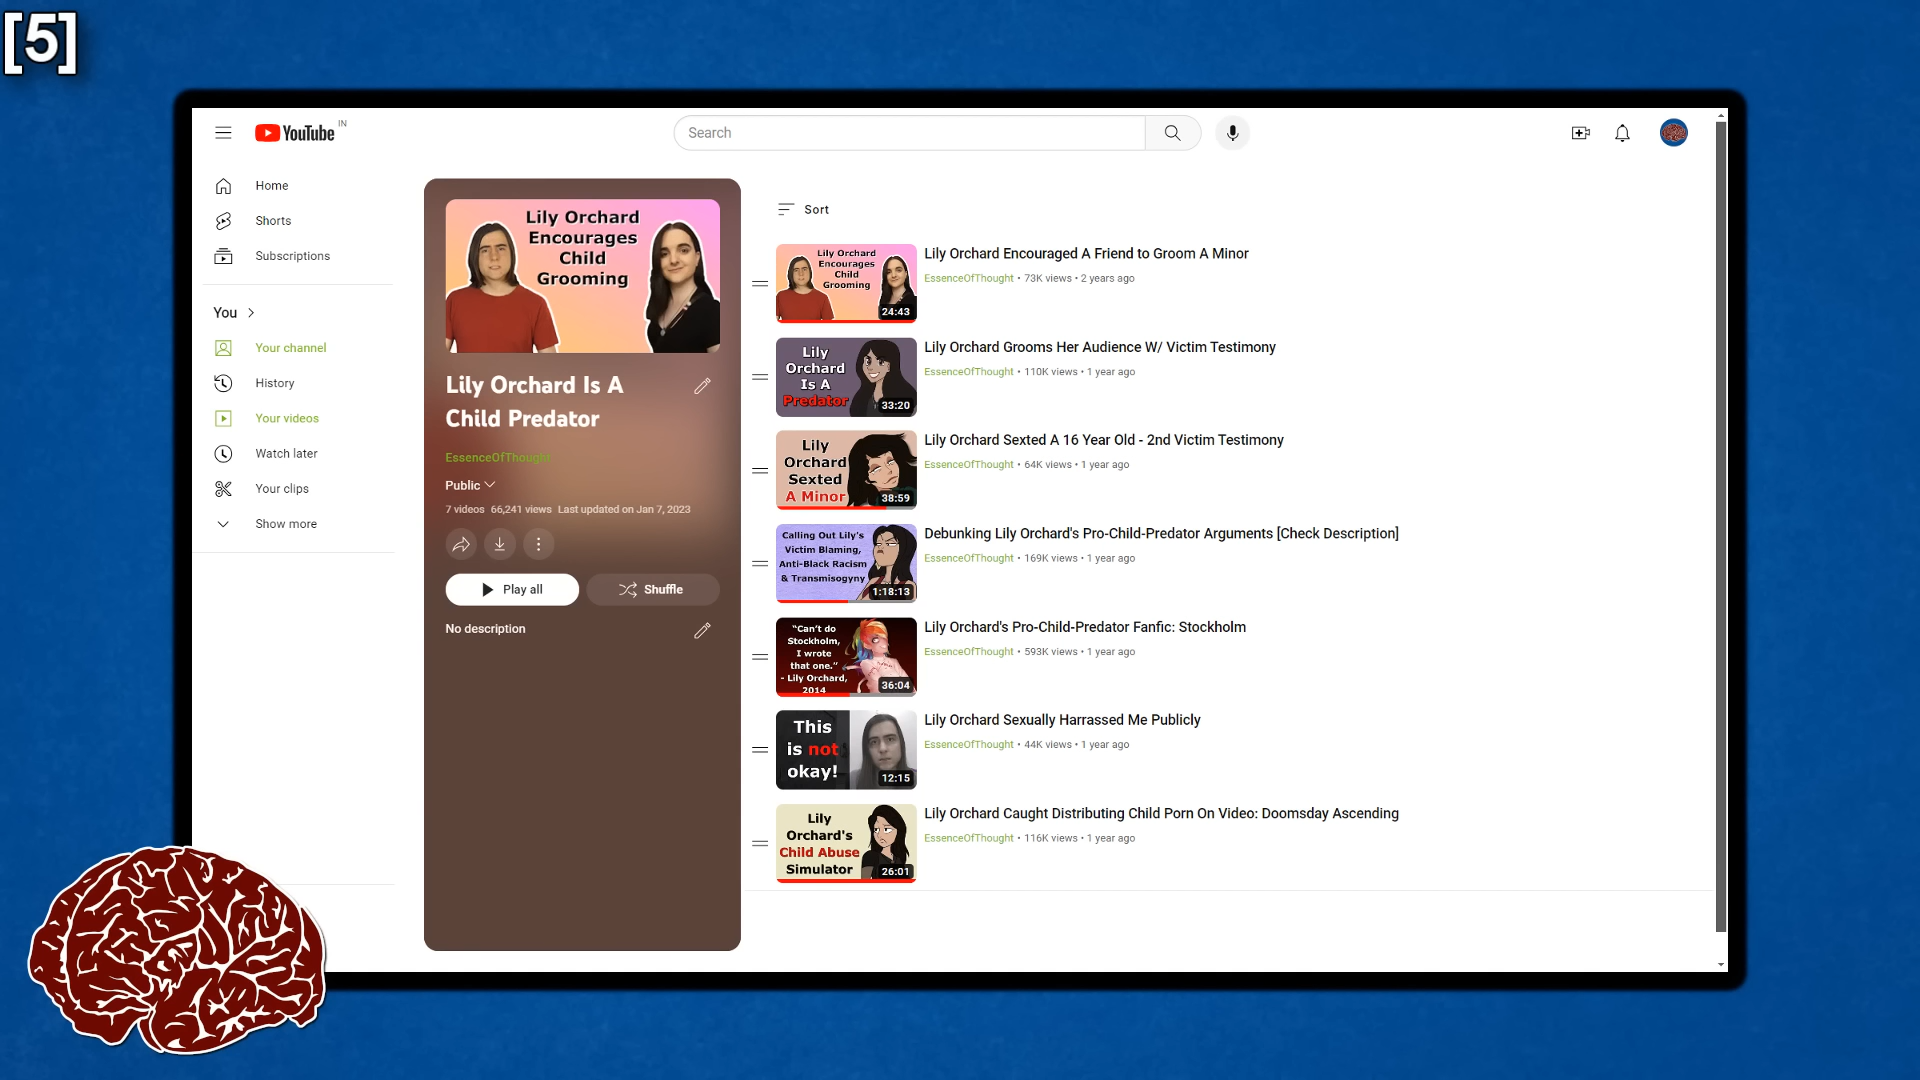 [5]
YouTube IN
Search
Home
Shorts
Subscriptions
You
Your channel
History
Your videos
Watch later
Your clips
Show more
Lily Orchard
Encourages
Child
Grooming
Lily Orchard Is A
Child Predator
EssenceOfThought
Public
7 videos 66,241 views Last updated on Jan 7, 2023
Play all
Shuffle
No description
Sort
Lily Orchard
Encourages
Child
Grooming
24:43
Lily Orchard Encouraged A Friend to Groom A Minor
EssenceOfThought • 73K views • 2 years ago
Lily
Orchard
Is A
Predator
33:20
Lily Orchard Grooms Her Audience W/ Victim Testimony
EssenceOfThought • 110K views • 1 year ago
Lily
Orchard
Sexted
A Minor
38:59
Lily Orchard Sexted A 16 Year Old - 2nd Victim Testimony
EssenceOfThought • 64K views • 1 year ago
Calling Out Lily's
Victim Blaming,
Anti-Black Racism
& Transmisogyny
1:18:13
Debunking Lily Orchard's Pro-Child-Predator Arguments [Check Description]
EssenceOfThought • 169K views • 1 year ago
“Can't do
Stockholm,
I wrote
that one.”
- Lily Orchard,
2014
36:04
Lily Orchard's Pro-Child-Predator Fanfic: Stockholm
EssenceOfThought • 593K views • 1 year ago
This
is not
okay!
12:15
Lily Orchard Sexually Harrassed Me Publicly
EssenceOfThought • 44K views • 1 year ago
Lily
Orchard's
Child Abuse
Simulator
26:01
Lily Orchard Caught Distributing Child Porn On Video: Doomsday Ascending
EssenceOfThought • 116K views • 1 year ago